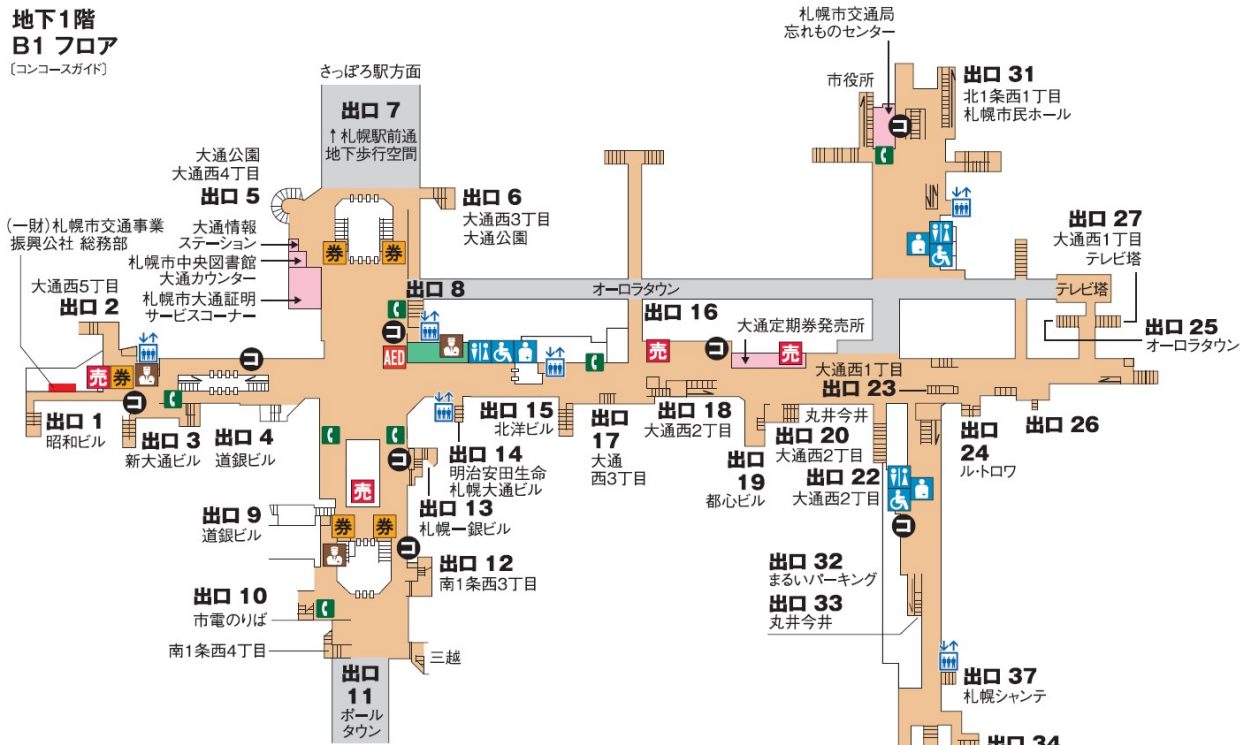 地下1階
B1 フロア
[コンコースガイド]
さっぽろ駅方面
出口 7
↑札幌駅前通
地下歩行空間
大通公園
大通西4丁目
出口 5
出口 6
大通西3丁目
大通公園
(一財)札幌市交通事業
振興公社 総務部
大通情報
ステーション
札幌市中央図書館
大通カウンター
札幌市大通証明
サービスコーナー
大通西5丁目
出口 2
券
券
出口 8
コ
AED
コ
売
券
コ
出口 1
昭和ビル
出口 3
新大通ビル
出口 4
道銀ビル
札幌市交通局
忘れものセンター
市役所
コ
出口 31
北1条西1丁目
札幌市民ホール
出口 27
大通西1丁目
テレビ塔
オーロラタウン
テレビ塔
出口 25
オーロラタウン
出口 16
売
コ
大通定期券発売所
売
大通西1丁目
出口 23
出口 15
北洋ビル
出口
17
大通
西3丁目
出口 18
大通西2丁目
丸井今井
出口 20
大通西2丁目
出口
24
ル・トロワ
出口 26
出口 14
明治安田生命
札幌大通ビル
出口
19
都心ビル
出口 22
大通西2丁目
コ
コ
売
出口 13
札幌一銀ビル
出口 9
道銀ビル
券
券
コ
出口 12
南1条西3丁目
出口 10
市電のりば
南1条西4丁目
三越
出口
11
ポール
タウン
出口 32
まるいパーキング
出口 33
丸井今井
出口 37
札幌シャンテ
出口 34